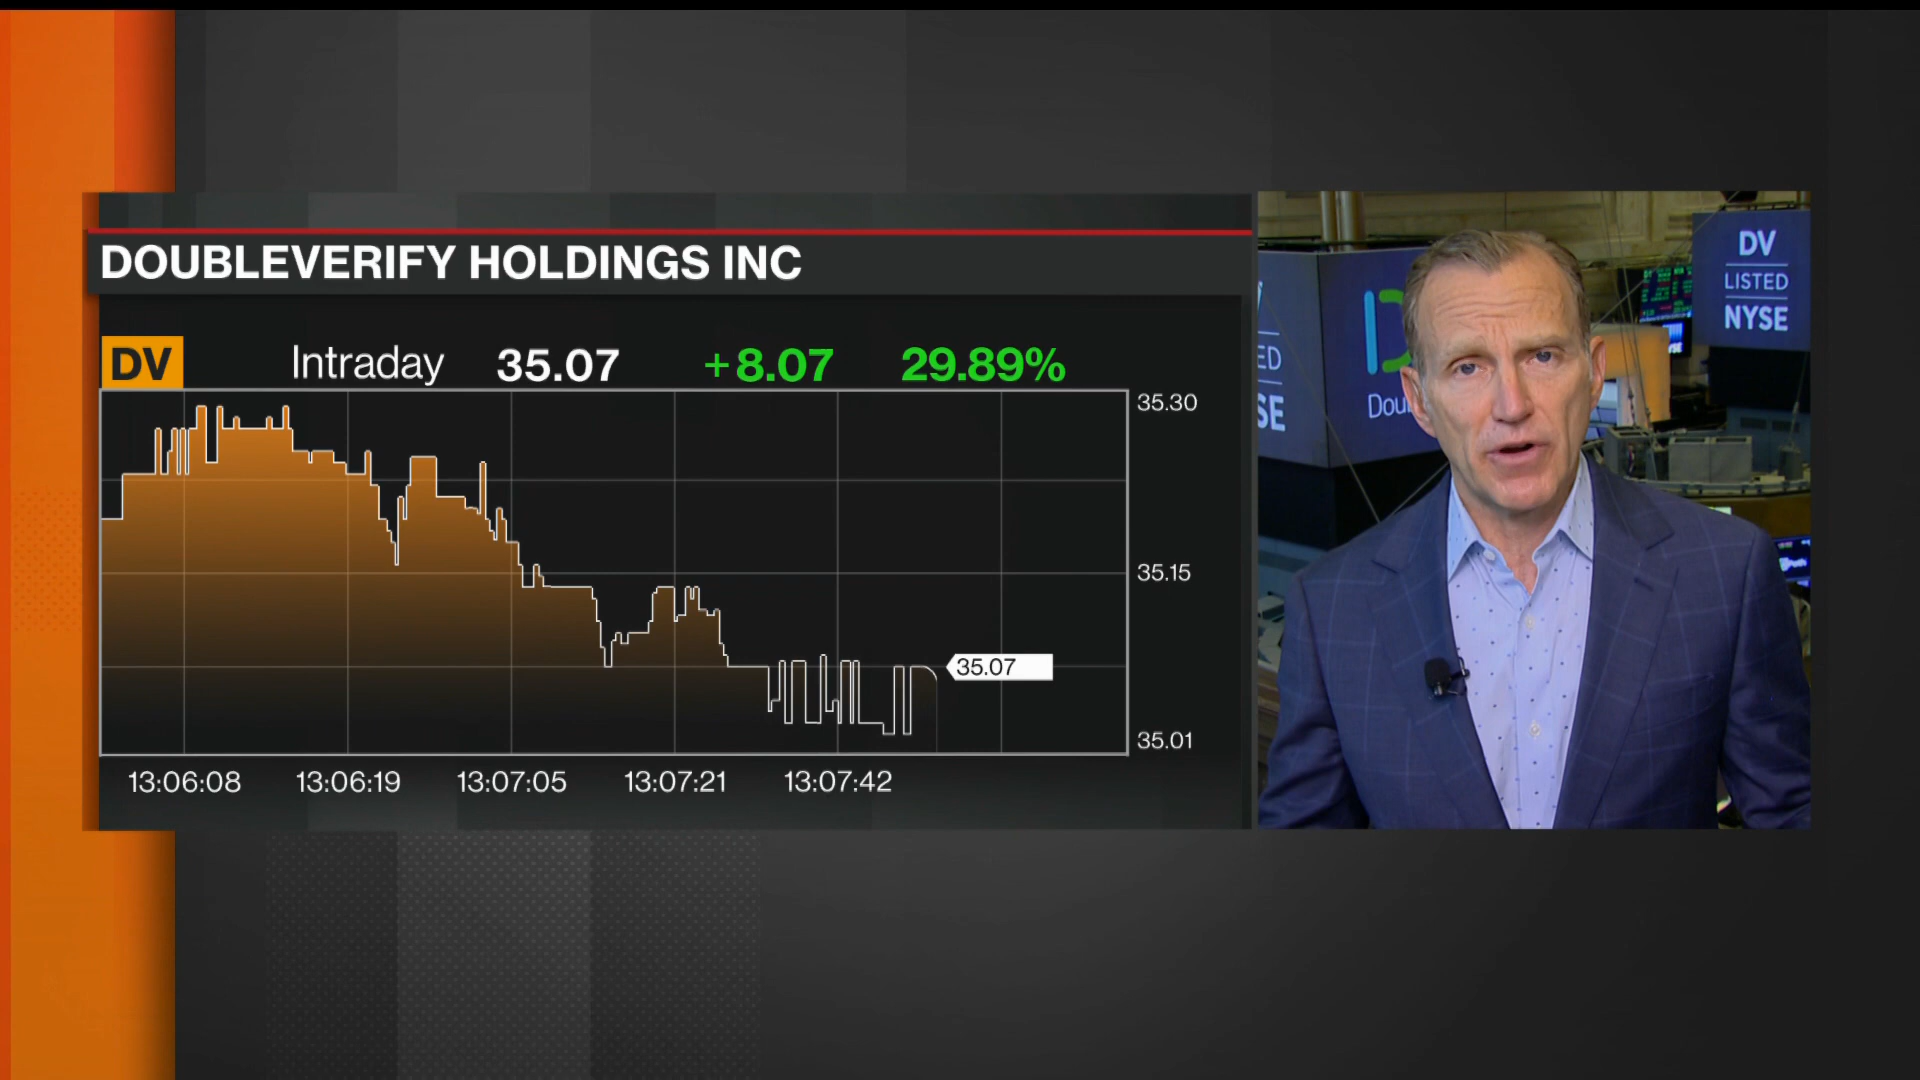 DOUBLEVERIFY HOLDINGS INC
DV Intraday 35.07 +8.07 29.89%
35.30
35.15
35.07
35.01
13:06:08 13:06:19 13:07:05 13:07:21 13:07:42
DV
LISTED
NYSE
ED
SE
Dou